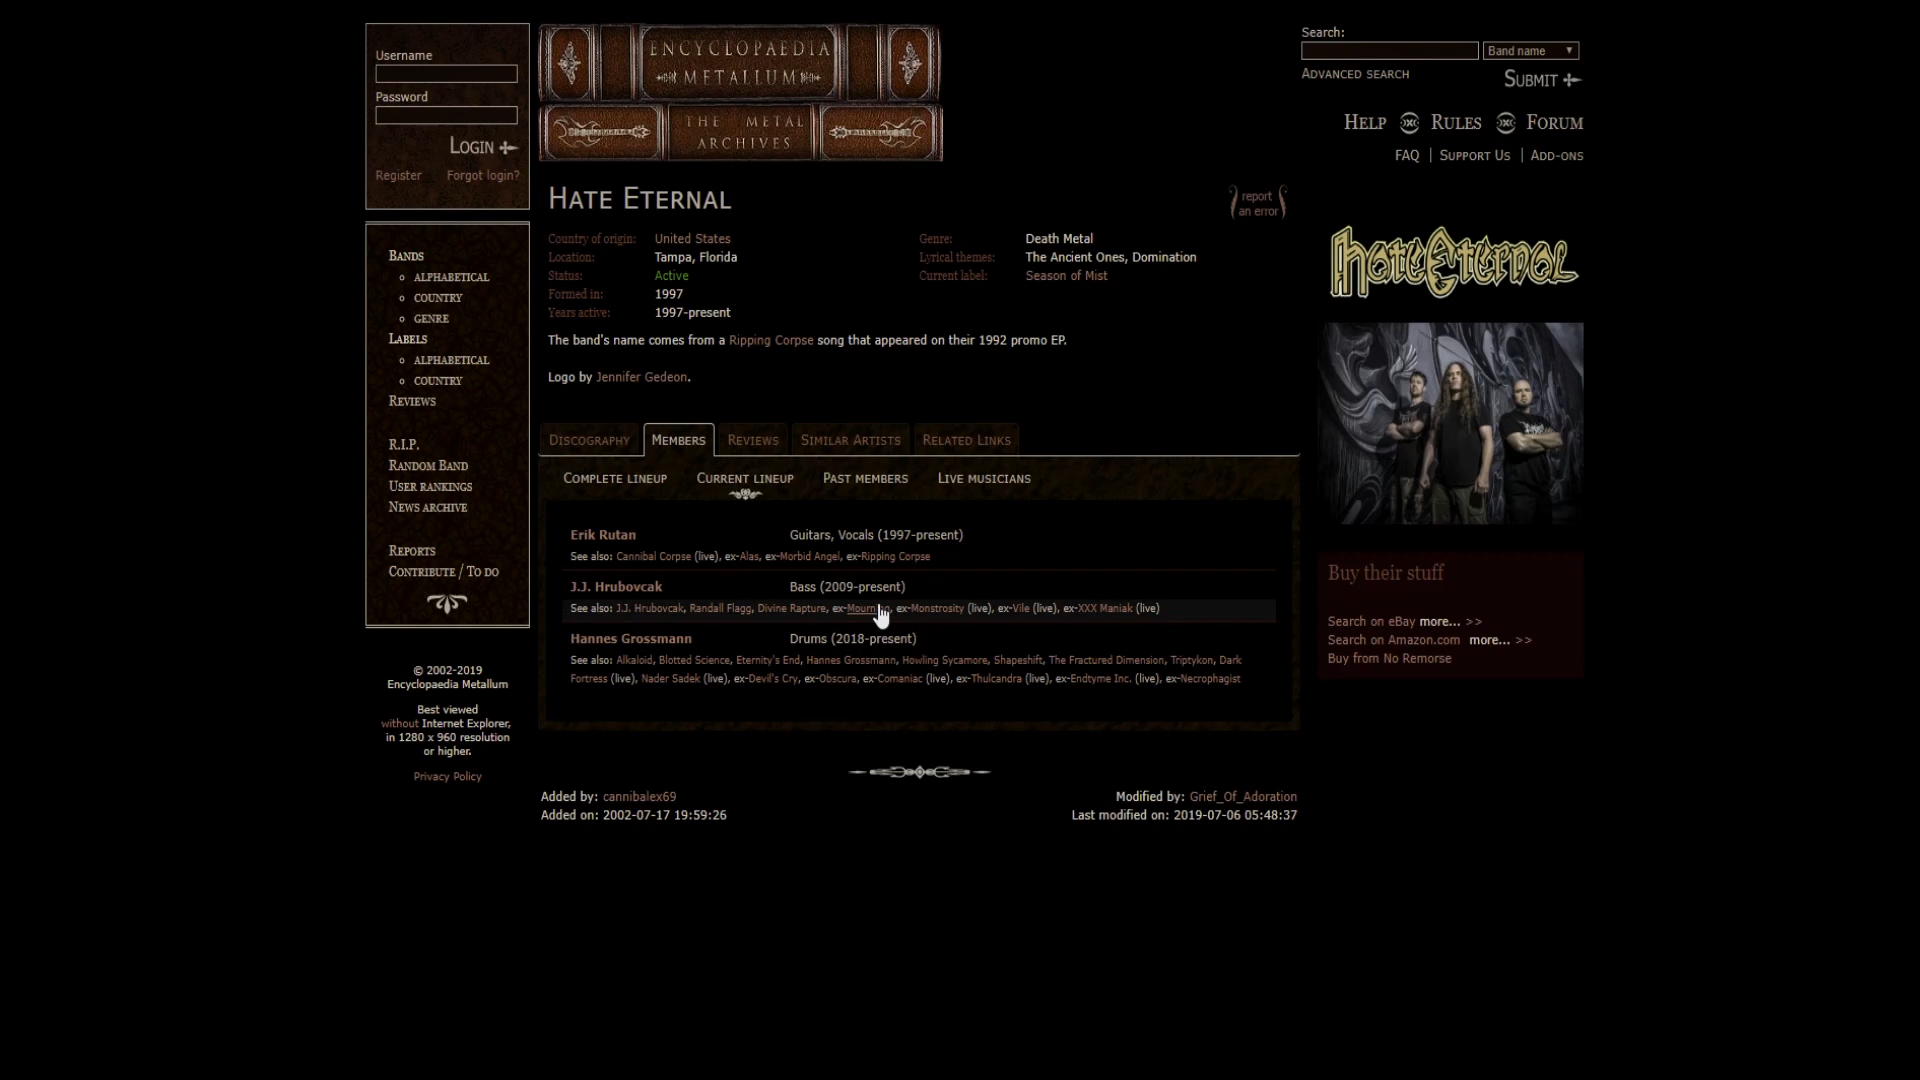 Username
Password
LOGIN
Register Forgot login?
ENCYCLOPAEDIA
METALLUM
THE METAL
ARCHIVES
Search:
Band name
ADVANCED SEARCH
SUBMIT
HELP RULES FORUM
FAQ | SUPPORT US | ADD-ONS
BANDS
ALPHABETICAL
COUNTRY
GENRE
LABELS
ALPHABETICAL
COUNTRY
REVIEWS
R.I.P.
RANDOM BAND
USER RANKINGS
NEWS ARCHIVE
REPORTS
CONTRIBUTE / TO DO
© 2002-2019
Encyclopaedia Metallum
Best viewed
without Internet Explorer,
in 1280 x 960 resolution
or higher.
Privacy Policy
HATE ETERNAL
report
an error
Country of origin: United States
Location: Tampa, Florida
Status: Active
Formed in: 1997
Years active: 1997-present
Genre: Death Metal
Lyrical themes: The Ancient Ones, Domination
Current label: Season of Mist
The band's name comes from a Ripping Corpse song that appeared on their 1992 promo EP.
Logo by Jennifer Gedeon.
DISCOGRAPHY MEMBERS REVIEWS SIMILAR ARTISTS RELATED LINKS
COMPLETE LINEUP CURRENT LINEUP PAST MEMBERS LIVE MUSICIANS
Erik Rutan Guitars, Vocals (1997-present)
See also: Cannibal Corpse (live), ex-Alas, ex-Morbid Angel, ex-Ripping Corpse
J.J. Hrubovcak Bass (2009-present)
See also: J.J. Hrubovcak, Randall Flagg, Divine Rapture, ex- ex-Monstrosity (live), ex-Vile (live), ex-XXX Maniak (live)
Hannes Grossmann Drums (2018-present)
See also: Alkaloid, Blotted Science, Eternity's End, Hannes Grossmann, Howling Sycamore, Shapeshift, The Fractured Dimension, Triptykon, Dark
Fortress (live), Nader Sadek (live), ex-Devil's Cry, ex-Obscura, ex-Comaniac (live), ex-Thulcandra (live), ex-Endtyme Inc. (live), ex-Necrophagist
Added by: cannibalex69
Added on: 2002-07-17 19:59:26
Modified by: Grief_Of_Adoration
Last modified on: 2019-07-06 05:48:37
hate Eternal
Buy their stuff
Search on eBay more... >>
Search on Amazon.com more... >>
Buy from No Remorse